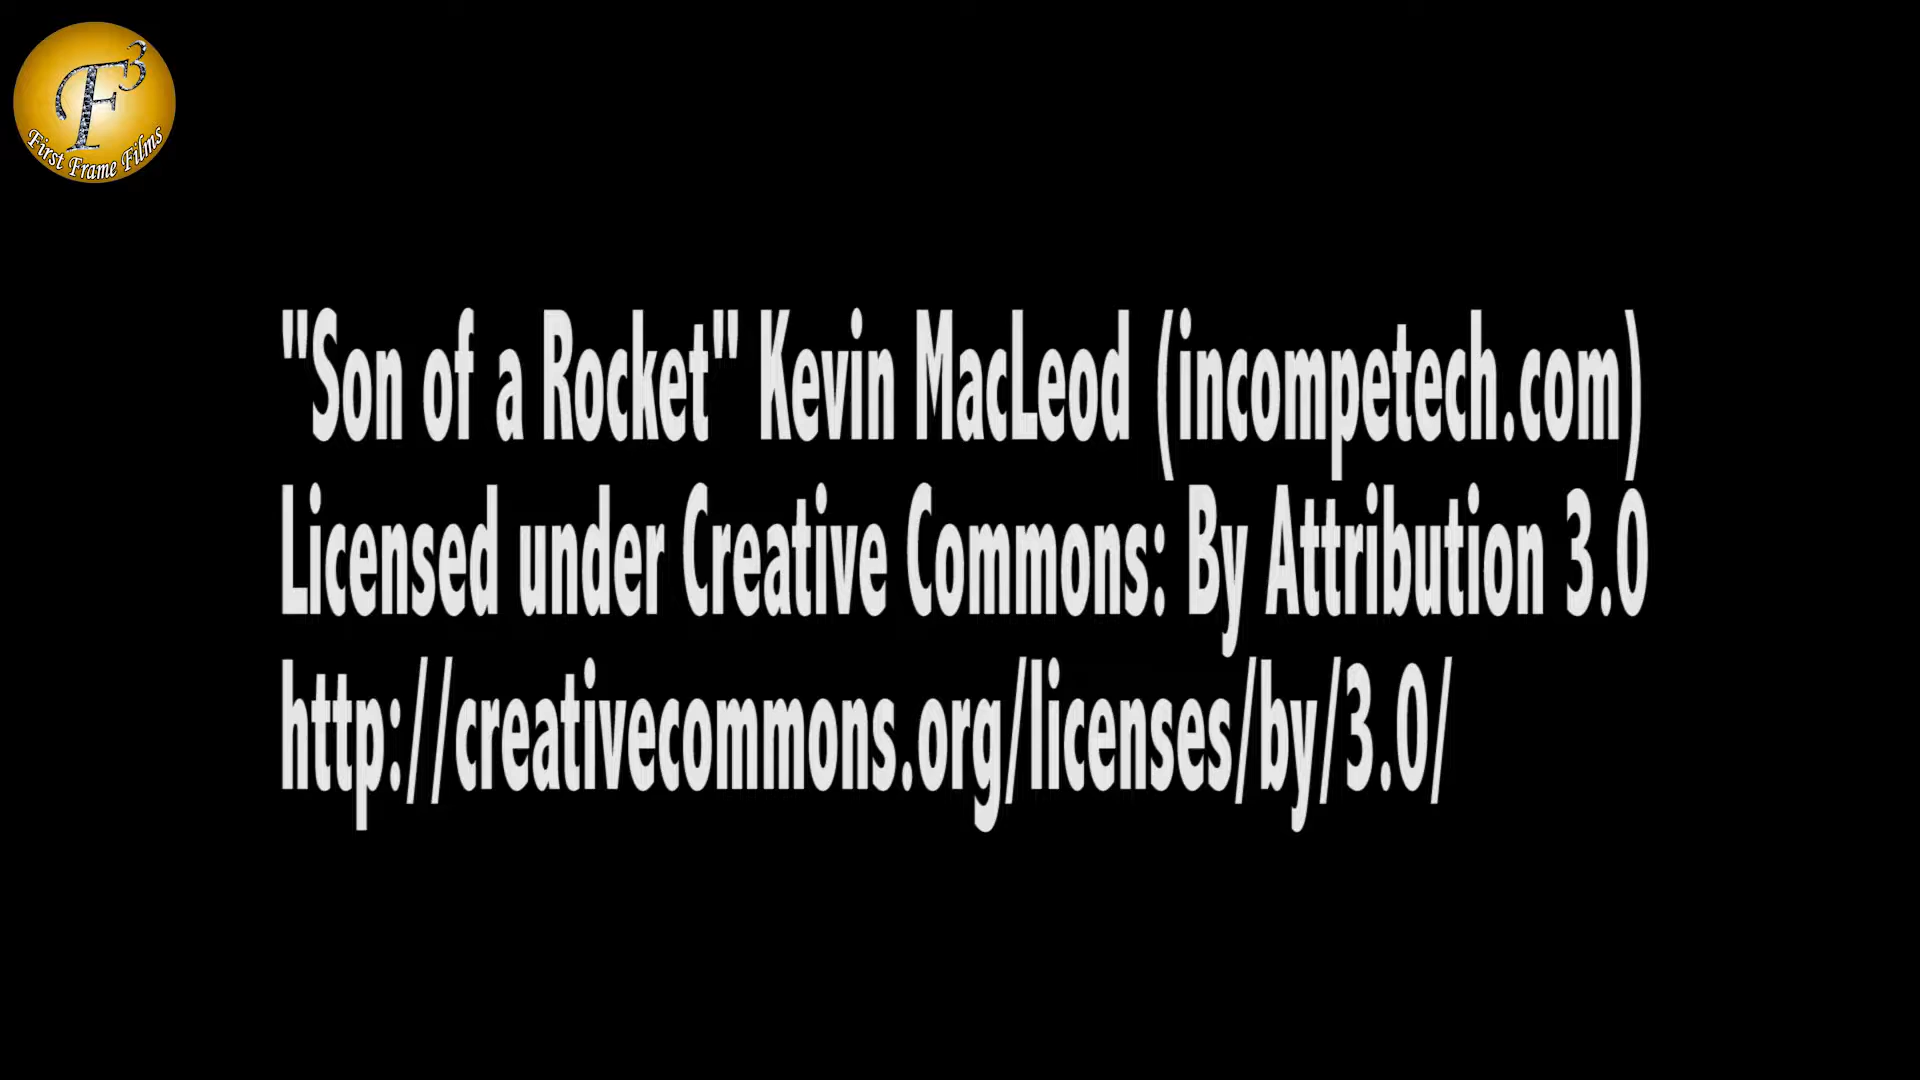 F3
First Frame Films
"Son of a Rocket" Kevin MacLeod (incompetech.com)
Licensed under Creative Commons: By Attribution 3.0
http://creativecommons.org/licenses/by/3.0/